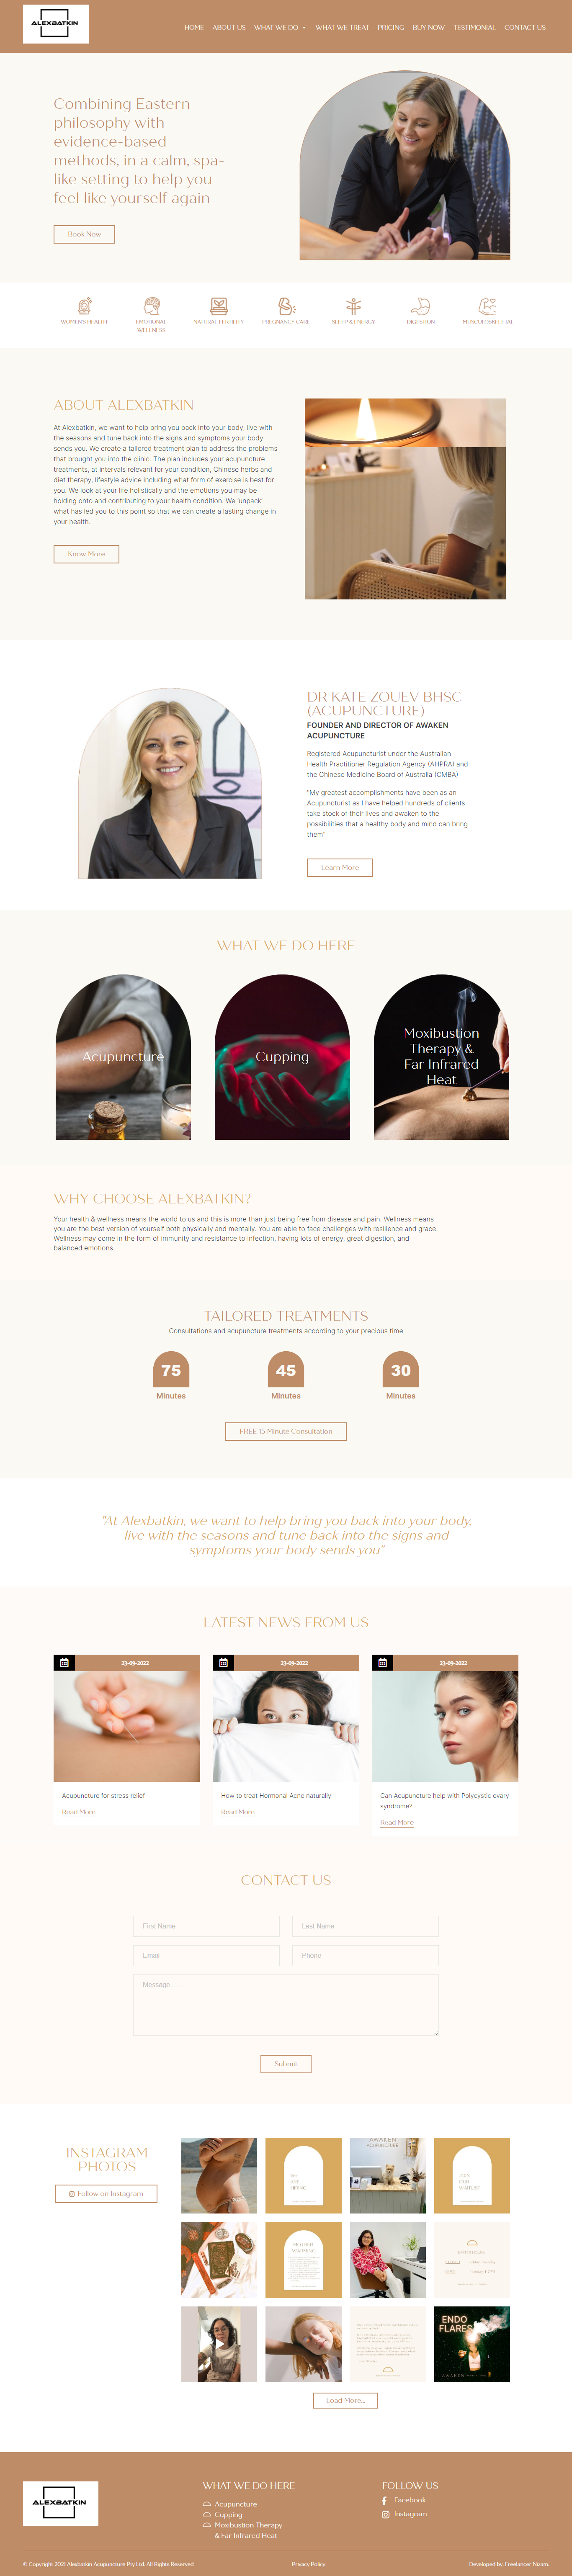 ALEXBATKIN
HOME
ABOUT US
WHAT WE DO
WHAT WE TREAT
PRICING
BUY NOW
TESTIMONIAL
CONTACT US
Combining Eastern
philosophy with
evidence-based
methods, in a calm, spa-
like setting to help you
feel like yourself again
Book Now
WOMEN'S HEALTH
EMOTIONAL
WELLNESS
NATURAL FERTILITY
PREGNANCY CARE
SLEEP & ENERGY
DIGESTION
MUSCULOSKELETAL
ABOUT ALEXBATKIN
At Alexbatkin, we want to help bring you back into your body, live with
the seasons and tune back into the signs and symptoms your body
sends you. We create a tailored treatment plan to address the problems
that brought you into the clinic. The plan includes your acupuncture
treatments, at intervals relevant for your condition, Chinese herbs and
diet therapy, lifestyle advice including what form of exercise is best for
you. We look at your life holistically and the emotions you may be
holding onto and contributing to your health condition. We 'unpack'
what has led you to this point so that we can create a lasting change in
your health.
Know More
DR KATE ZOUEV BHSC
(ACUPUNCTURE)
FOUNDER AND DIRECTOR OF AWAKEN
ACUPUNCTURE
Registered Acupuncturist under the Australian
Health Practitioner Regulation Agency (AHPRA) and
the Chinese Medicine Board of Australia (CMBA)
"My greatest accomplishments have been as an
Acupuncturist as I have helped hundreds of clients
take stock of their lives and awaken to the
possibilities that a healthy body and mind can bring
them"
Learn More
WHAT WE DO HERE
Acupuncture
Cupping
Moxibustion
Therapy &
Far Infrared
Heat
WHY CHOOSE ALEXBATKIN?
Your health & wellness means the world to us and this is more than just being free from disease and pain. Wellness means
you are the best version of yourself both physically and mentally. You are able to face challenges with resilience and grace.
Wellness may come in the form of immunity and resistance to infection, having lots of energy, great digestion, and
balanced emotions.
TAILORED TREATMENTS
Consultations and acupuncture treatments according to your precious time
75
Minutes
45
Minutes
30
Minutes
FREE 15 Minute Consultation
"At Alexbatkin, we want to help bring you back into your body,
live with the seasons and tune back into the signs and
symptoms your body sends you"
LATEST NEWS FROM US
23-09-2022
Acupuncture for stress relief
Read More
23-09-2022
How to treat Hormonal Acne naturally
Read More
23-09-2022
Can Acupuncture help with Polycystic ovary
syndrome?
Read More
CONTACT US
First Name
Last Name
Email
Phone
Message......
Submit
INSTAGRAM
PHOTOS
Follow on Instagram
WE
ARE
HIRING
AWAKEN
ACUPUNCTURE
JOIN
OUR
WAITLIST
ENDO
FLARES
AWAKEN
Load More...
ALEXBATKIN
WHAT WE DO HERE
Acupuncture
Cupping
Moxibustion Therapy
& Far Infrared Heat
FOLLOW US
Facebook
Instagram
© Copyright 2021 Alexbatkin Acupuncture Pty Ltd. All Rights Reserved
Privacy Policy
Developed by: Freelancer Nizam.